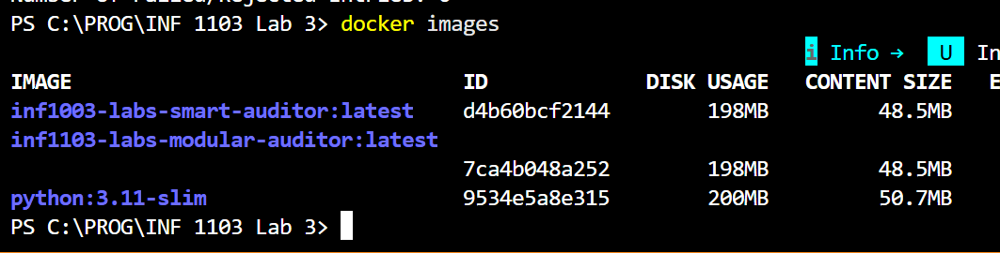 PS C:\PROG\INF 1103 Lab 3> docker images
i Info → U In
IMAGE ID DISK USAGE CONTENT SIZE E
inf1003-labs-smart-auditor:latest d4b60bcf2144 198MB 48.5MB
inf1103-labs-modular-auditor:latest
7ca4b048a252 198MB 48.5MB
python:3.11-slim 9534e5a8e315 200MB 50.7MB
PS C:\PROG\INF 1103 Lab 3>